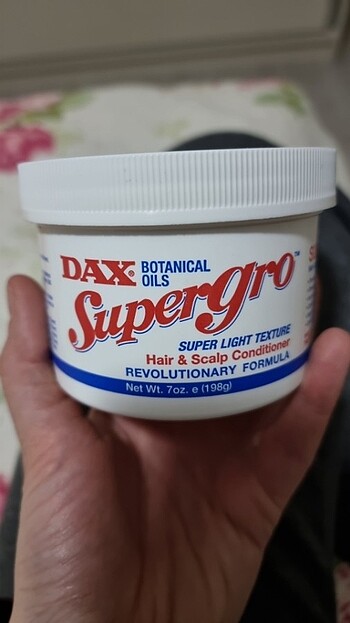 DAX® BOTANICAL
OILS
Supergro™
SUPER LIGHT TEXTURE
Hair & Scalp Conditioner
REVOLUTIONARY FORMULA
Net Wt. 7oz. e (198g)